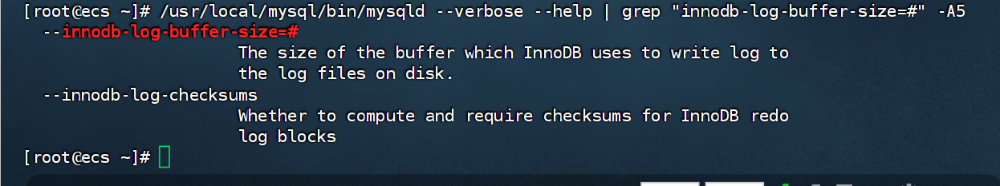 [root@ecs ~]# /usr/local/mysql/bin/mysqld --verbose --help | grep "innodb-log-buffer-size=#" -A5
--innodb-log-buffer-size=#
The size of the buffer which InnoDB uses to write log to
the log files on disk.
--innodb-log-checksums
Whether to compute and require checksums for InnoDB redo
log blocks
[root@ecs ~]#